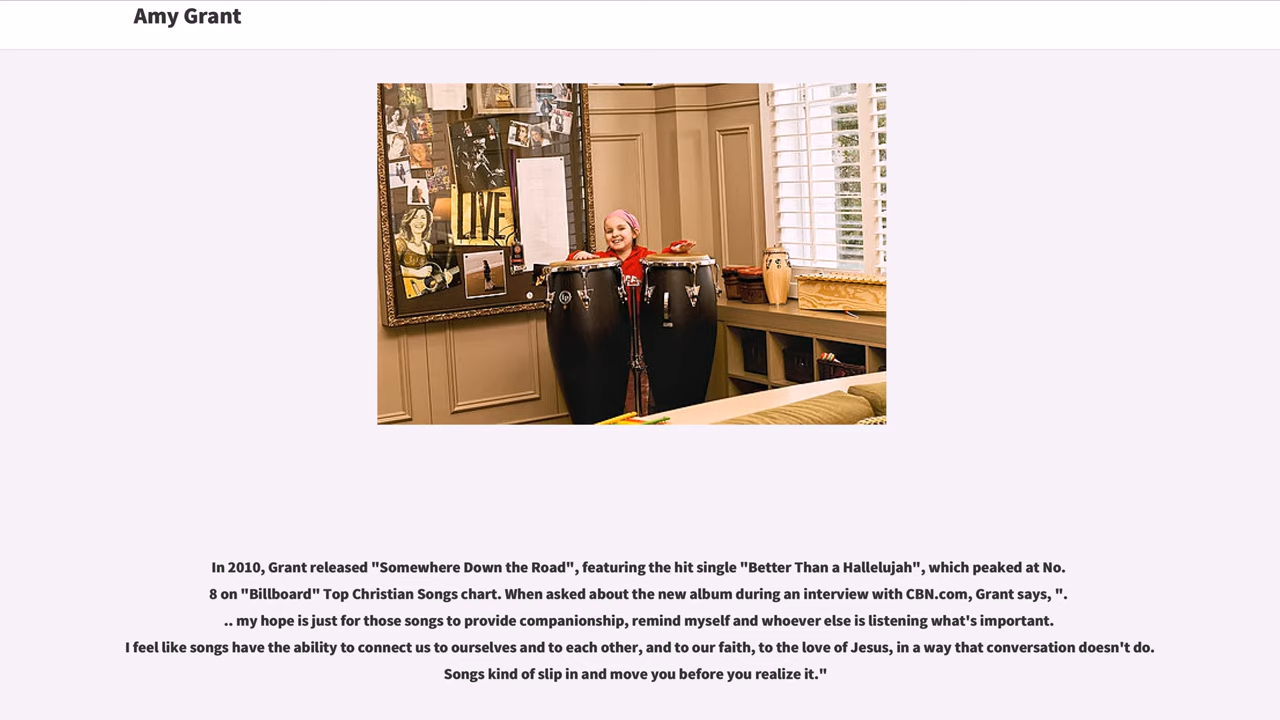 Amy Grant
LIVE
In 2010, Grant released "Somewhere Down the Road", featuring the hit single "Better Than a Hallelujah", which peaked at No.
8 on "Billboard" Top Christian Songs chart. When asked about the new album during an interview with CBN.com, Grant says, ".
.. my hope is just for those songs to provide companionship, remind myself and whoever else is listening what's important.
I feel like songs have the ability to connect us to ourselves and to each other, and to our faith, to the love of Jesus, in a way that conversation doesn't do.
Songs kind of slip in and move you before you realize it."